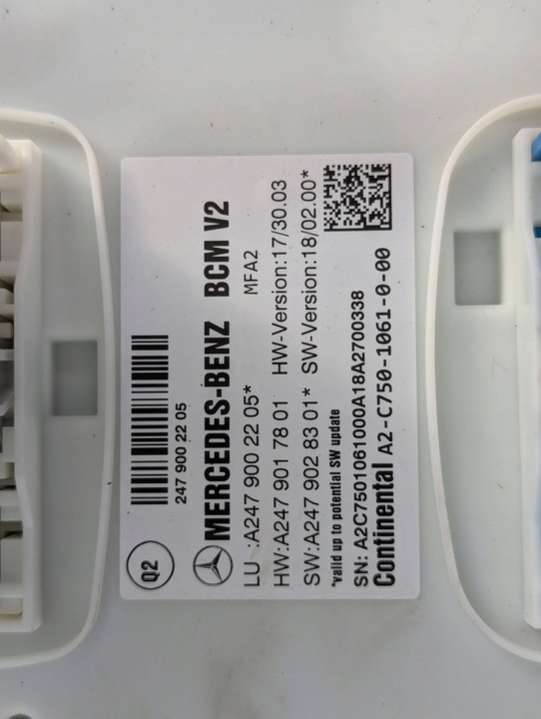 Q2
247 900 22 05
MERCEDES-BENZ BCM V2
LU :A247 900 22 05* MFA2
HW:A247 901 78 01 HW-Version:17/30.03
SW:A247 902 83 01* SW-Version:18/02.00*
*valid up to potential SW update
SN: A2C7501061000A18A2700338
Continental A2-C750-1061-0-00